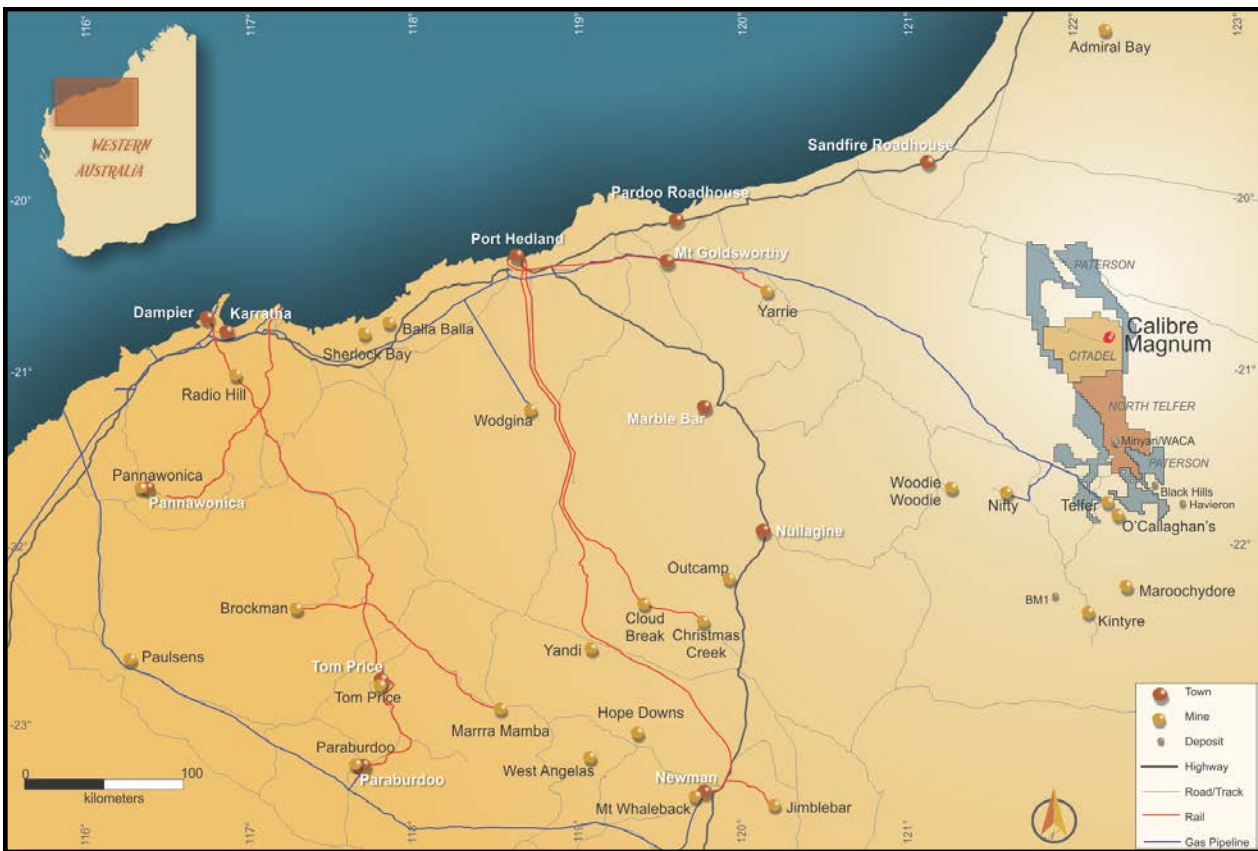 116°
117°
118°
119°
120°
121°
122°
123°
Admiral Bay
WESTERN
AUSTRALIA
Sandfire Roadhouse
-20°
-20°
Pardoo Roadhouse
Port Hedland
Mt Goldsworthy
PATERSON
Yarrie
Dampier
Karratha
Balla Balla
Sherlock Bay
Calibre
Magnum
CITADEL
-21°
-21°
Radio Hill
Wodgina
Marble Bar
NORTH TELFER
Minyari/WACA
PATERSON
Pannawonica
Pannawonica
Woodie
Woodie
Nifty
Telfer
Black Hills
Havieron
O'Callaghan's
Nullagine
-22°
-22°
Outcamp
Maroochydore
BM1
Kintyre
Brockman
Cloud
Break
Christmas
Creek
Yandi
Paulsens
Tom Price
Tom Price
Marrra Mamba
Hope Downs
-23°
Paraburdoo
Paraburdoo
West Angelas
Newman
Mt Whaleback
Jimblebar
0
100
kilometers
Town
Mine
Deposit
Highway
Road/Track
Rail
Gas Pipeline
116°
117°
118°
119°
120°
121°